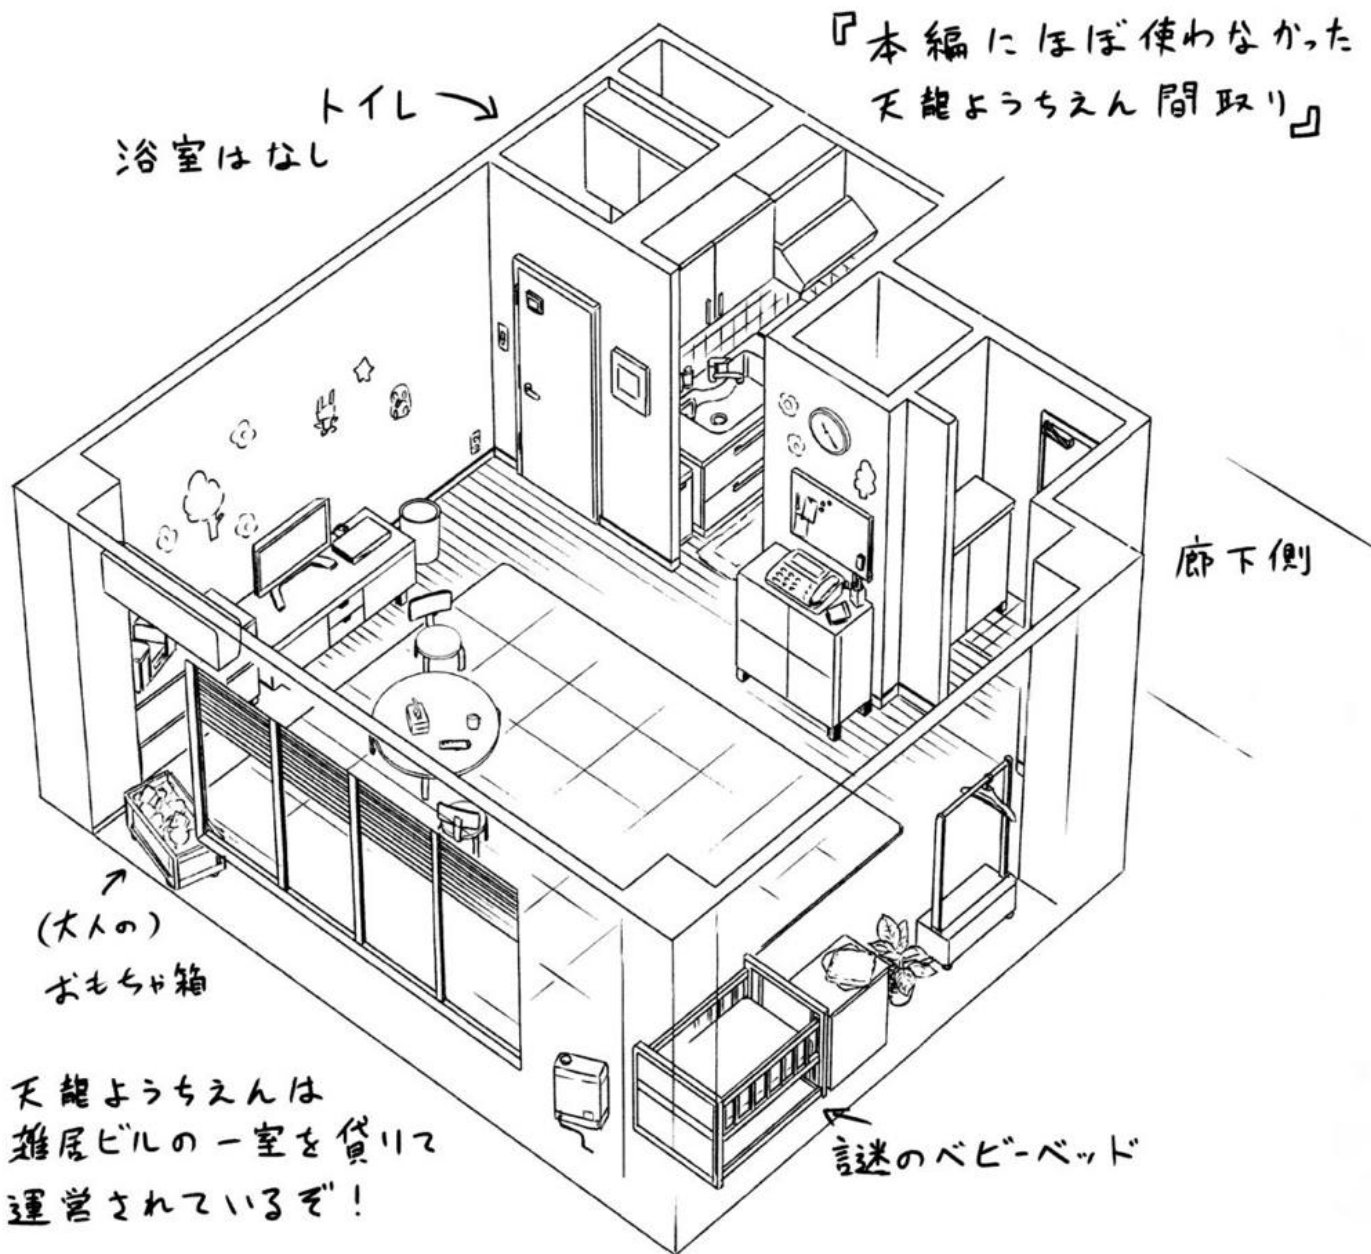 『本編にほぼ使わなかった
天龍ようちえん間取り』
トイレ
浴室はなし
廊下側
(大人の)
おもちゃ箱
天龍ようちえんは
雑居ビルの一室を貸りて
運営されているぞ!
謎のベビーベッド